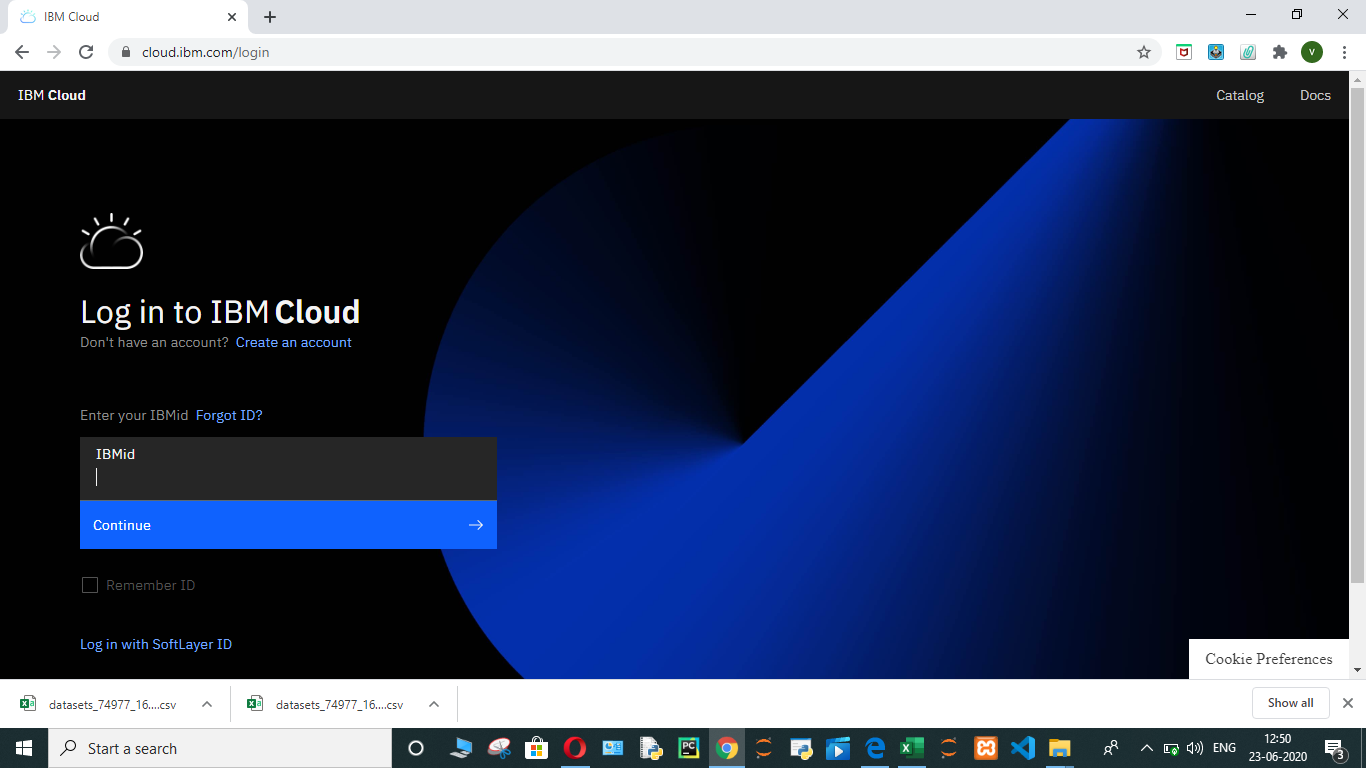 IBM Cloud
cloud.ibm.com/login
V
IBM Cloud
Catalog
Docs
Log in to IBM Cloud
Don't have an account? Create an account
Enter your IBMid Forgot ID?
IBMid
Continue
Remember ID
Log in with SoftLayer ID
Cookie Preferences
datasets_74977_16....csv
datasets_74977_16....csv
Show all
Start a search
PC
ENG
12:50
23-06-2020
3